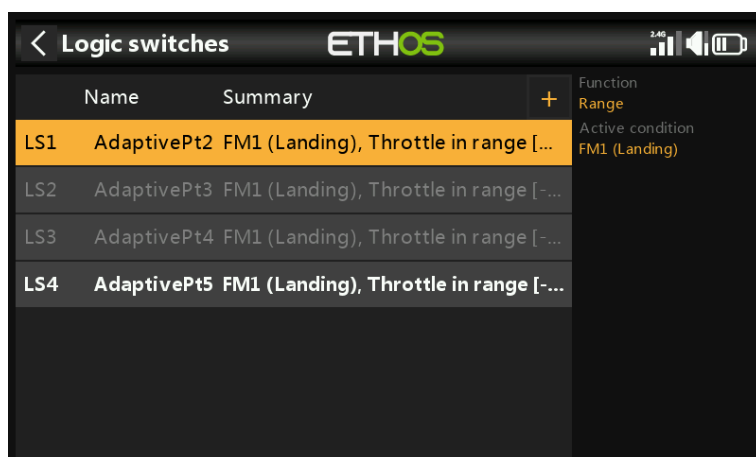 Logic switches
ETHOS
2.4G
Name Summary +
LS1 AdaptivePt2 FM1 (Landing), Throttle in range [...
LS2 AdaptivePt3 FM1 (Landing), Throttle in range [-...
LS3 AdaptivePt4 FM1 (Landing), Throttle in range [-...
LS4 AdaptivePt5 FM1 (Landing), Throttle in range [-...
Function
Range
Active condition
FM1 (Landing)